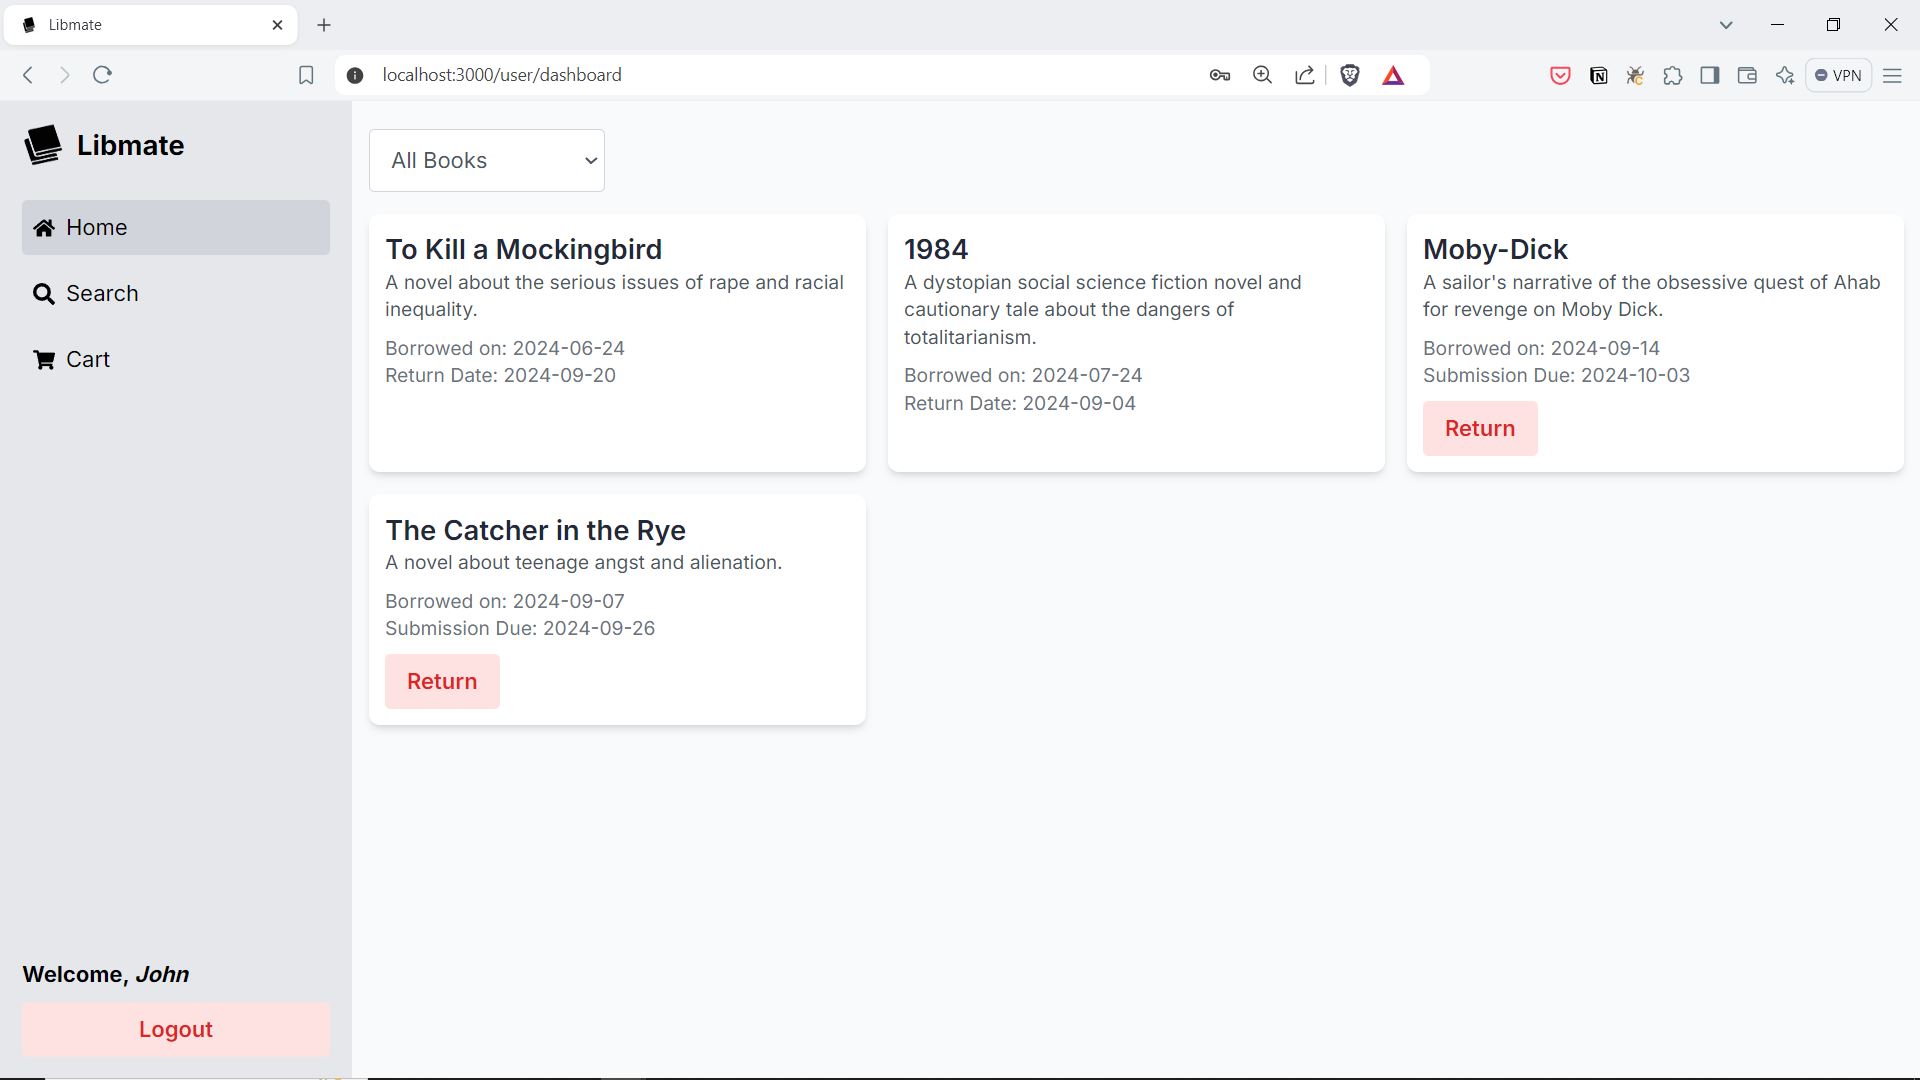 Libmate
localhost:3000/user/dashboard
VPN
Libmate
Home
Search
Cart
Welcome, John
Logout
All Books
To Kill a Mockingbird
A novel about the serious issues of rape and racial
inequality.
Borrowed on: 2024-06-24
Return Date: 2024-09-20
1984
A dystopian social science fiction novel and
cautionary tale about the dangers of
totalitarianism.
Borrowed on: 2024-07-24
Return Date: 2024-09-04
Moby-Dick
A sailor's narrative of the obsessive quest of Ahab
for revenge on Moby Dick.
Borrowed on: 2024-09-14
Submission Due: 2024-10-03
Return
The Catcher in the Rye
A novel about teenage angst and alienation.
Borrowed on: 2024-09-07
Submission Due: 2024-09-26
Return